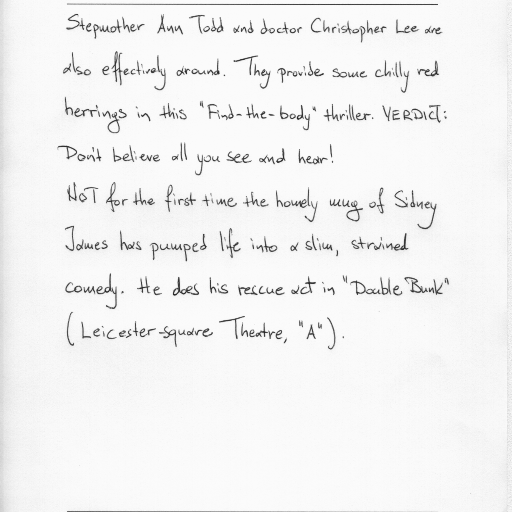 Stepmother Ann Todd and doctor Christopher Lee are
also effectively around. They provide some chilly red
herrings in this "Find-the-body" thriller. VERDICT:
Don't believe all you see and hear!
NOT for the first time the homely mug of Sidney
James has pumped life into a slim, strained
comedy. He does his rescue act in "Double Bunk"
(Leicester-square Theatre, "A").